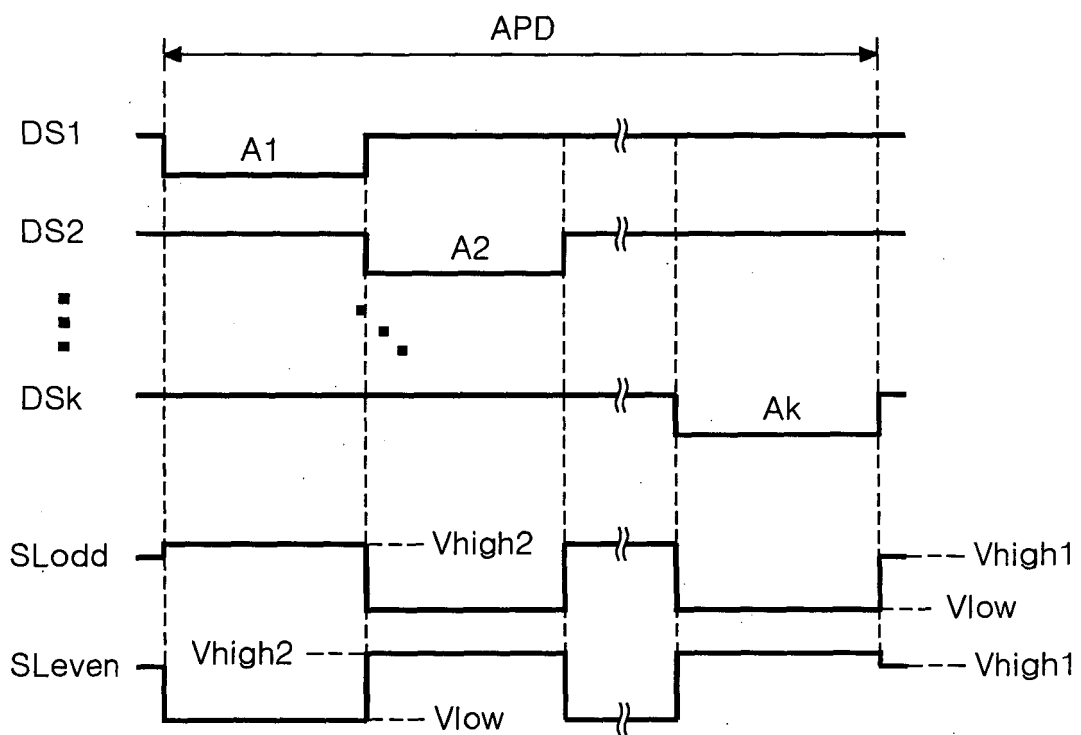 APD
DS1
A1
DS2
A2
DSk
Ak
SLodd
Vhigh2
Vhigh1
Vlow
SLeven
Vhigh2
Vhigh1
Vlow